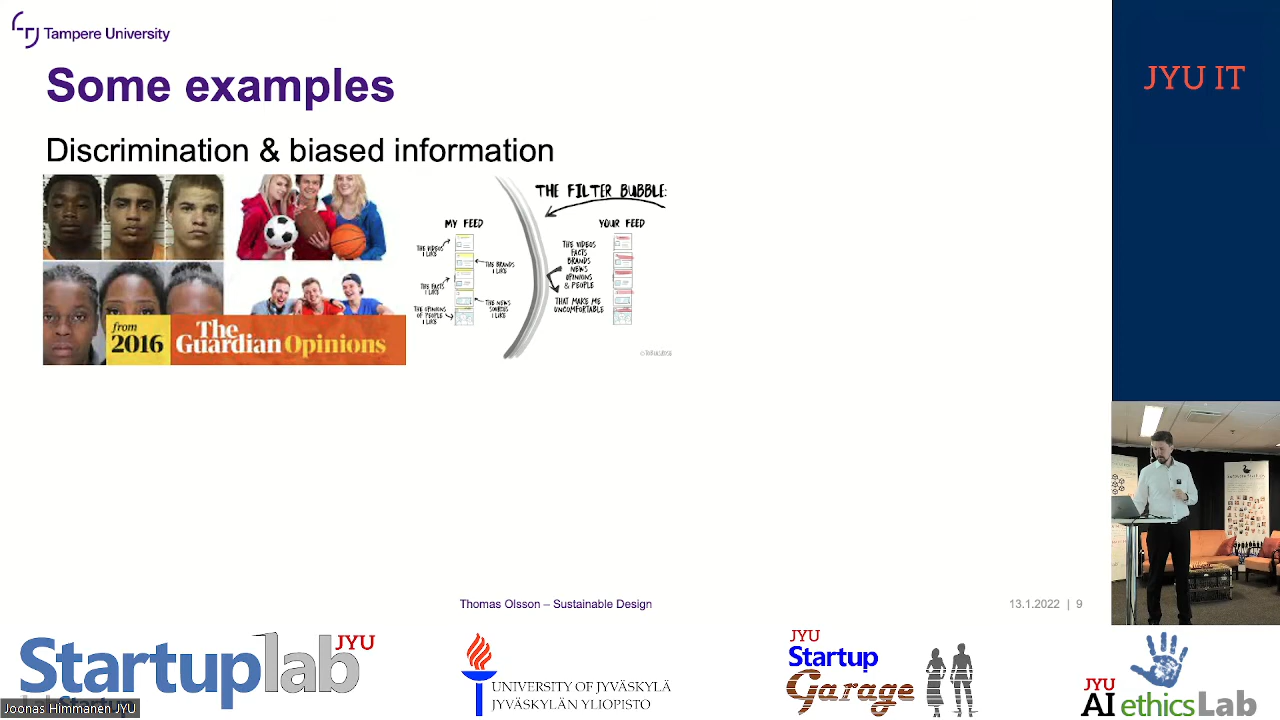 Tampere University
JYU IT
Some examples
Discrimination & biased information
THE FILTER BUBBLE:
MY FEED
YOUR FEED
THE VIDEOS
I LIKE
THE BRANDS
I LIKE
THE FACTS
I LIKE
THE NEWS
SOURCES
I LIKE
THE OPINIONS
OF PEOPLE
I LIKE
THE VIDEOS
FACTS
BRANDS
NEWS
OPINIONS
& PEOPLE
THAT MAKE ME
UNCOMFORTABLE
from
2016
The
Guardian Opinions
Thomas Olsson – Sustainable Design
13.1.2022 | 9
Startuplab JYU
UNIVERSITY OF JYVÄSKYLÄ
JYVÄSKYLÄN YLIOPISTO
JYU
Startup
Garage
JYU
AI ethicsLab
Joonas Himmanen JYU